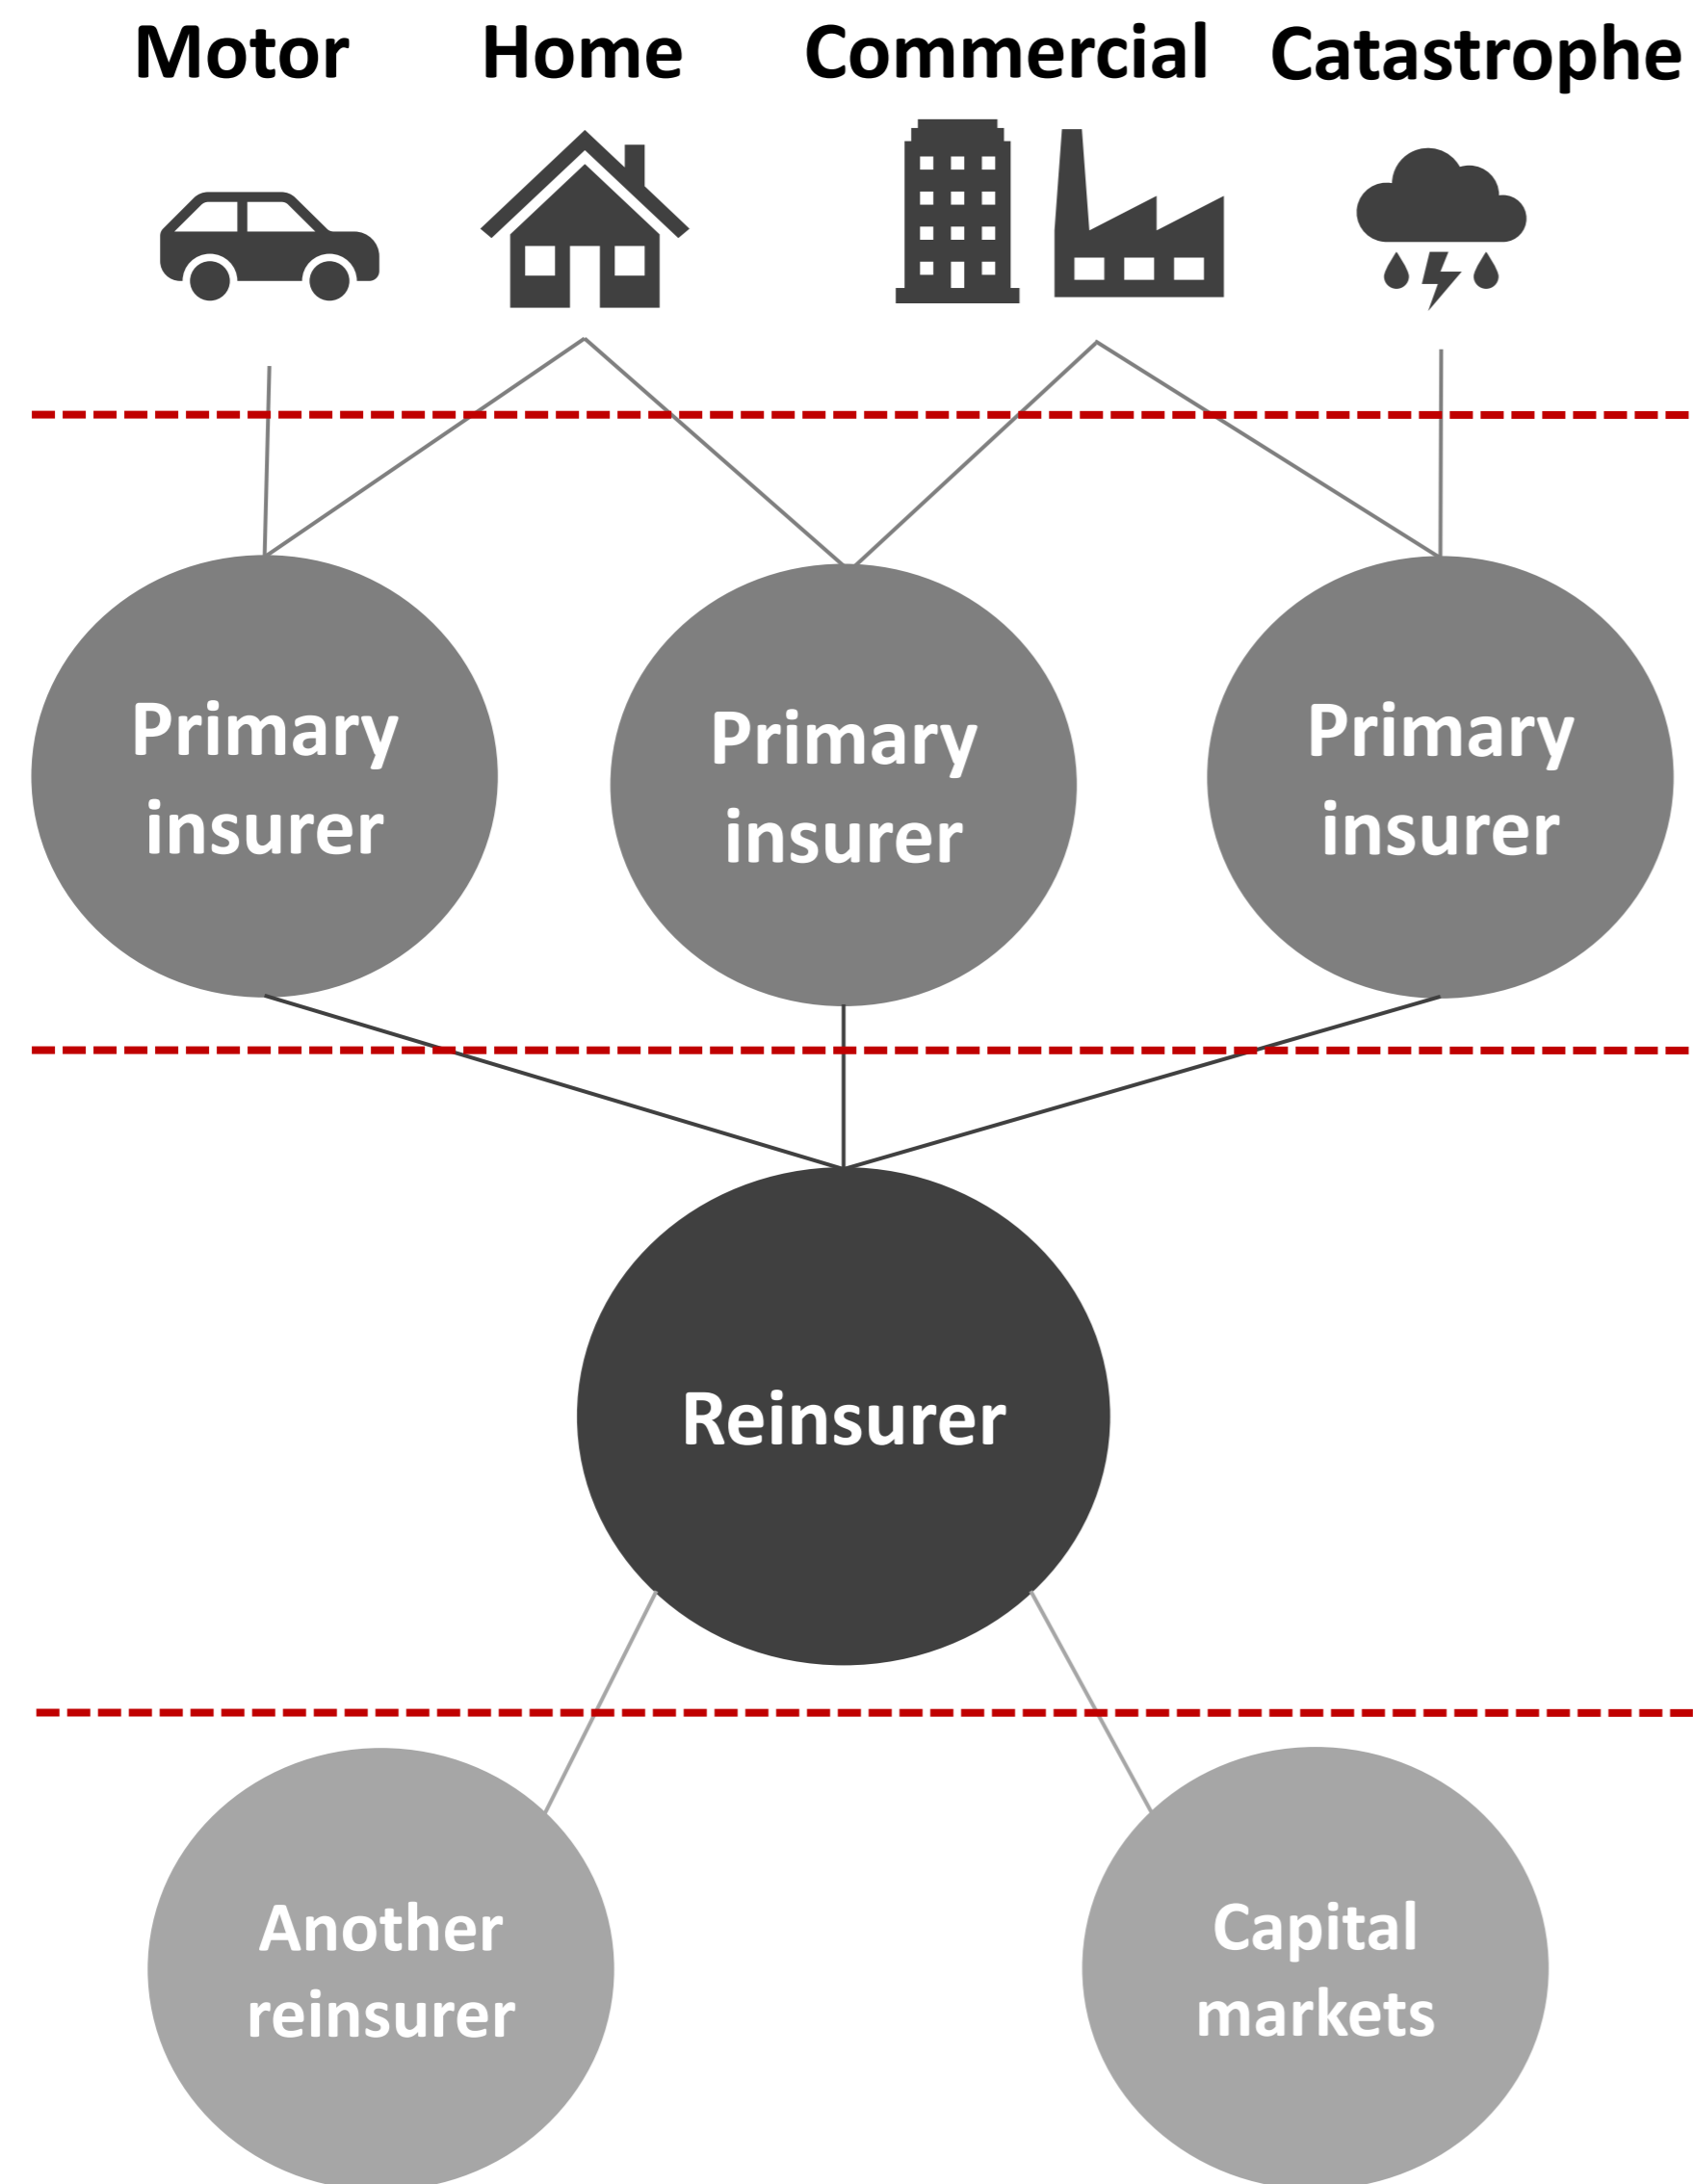 Motor Home Commercial Catastrophe
Primary
insurer
Primary
insurer
Primary
insurer
Reinsurer
Another
reinsurer
Capital
markets